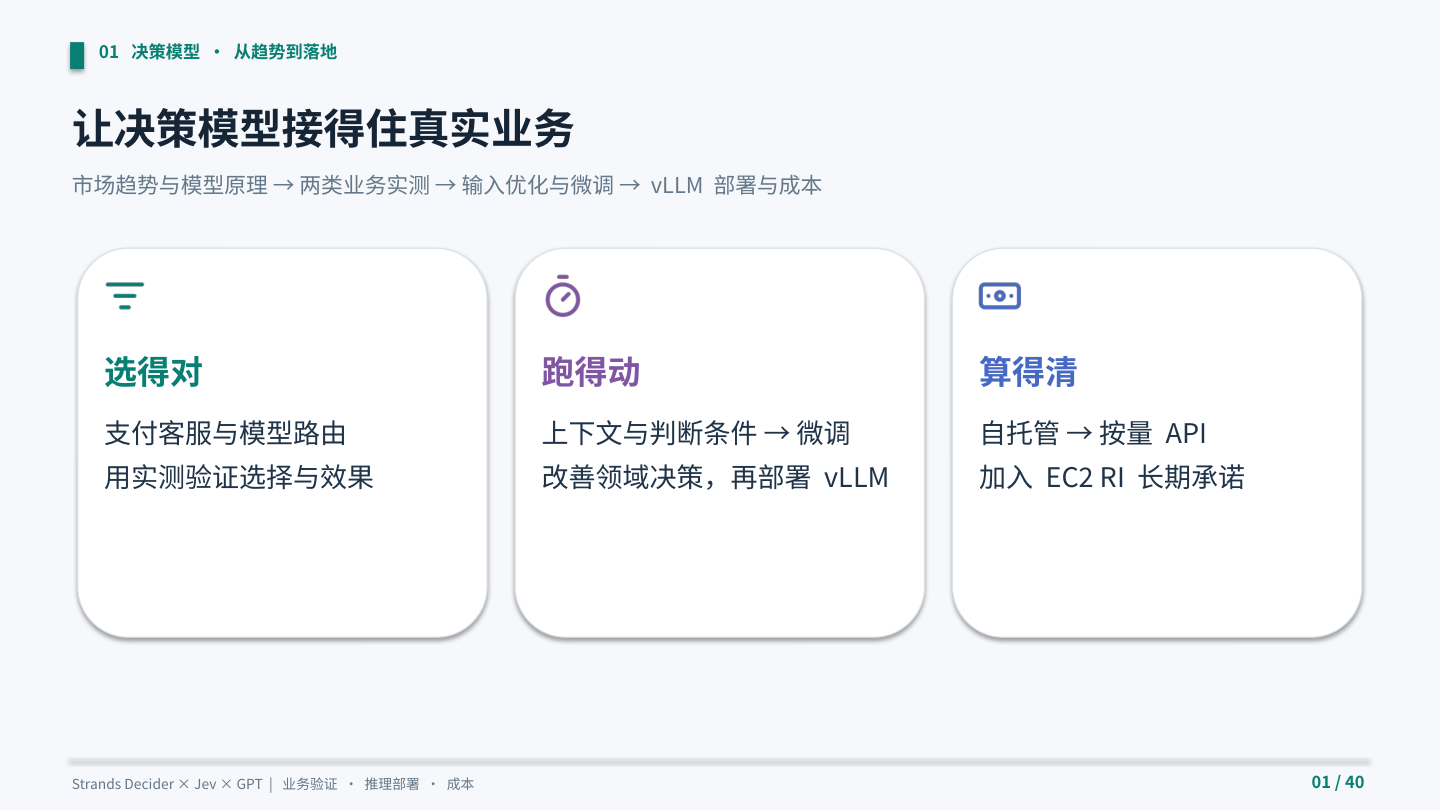 01 决策模型 · 从趋势到落地
让决策模型接得住真实业务
市场趋势与模型原理 → 两类业务实测 → 输入优化与微调 → vLLM 部署与成本
选得对
支付客服与模型路由
用实测验证选择与效果
跑得动
上下文与判断条件 → 微调
改善领域决策，再部署 vLLM
算得清
自托管 → 按量 API
加入 EC2 RI 长期承诺
Strands Decider × Jev × GPT | 业务验证 · 推理部署 · 成本
01 / 40